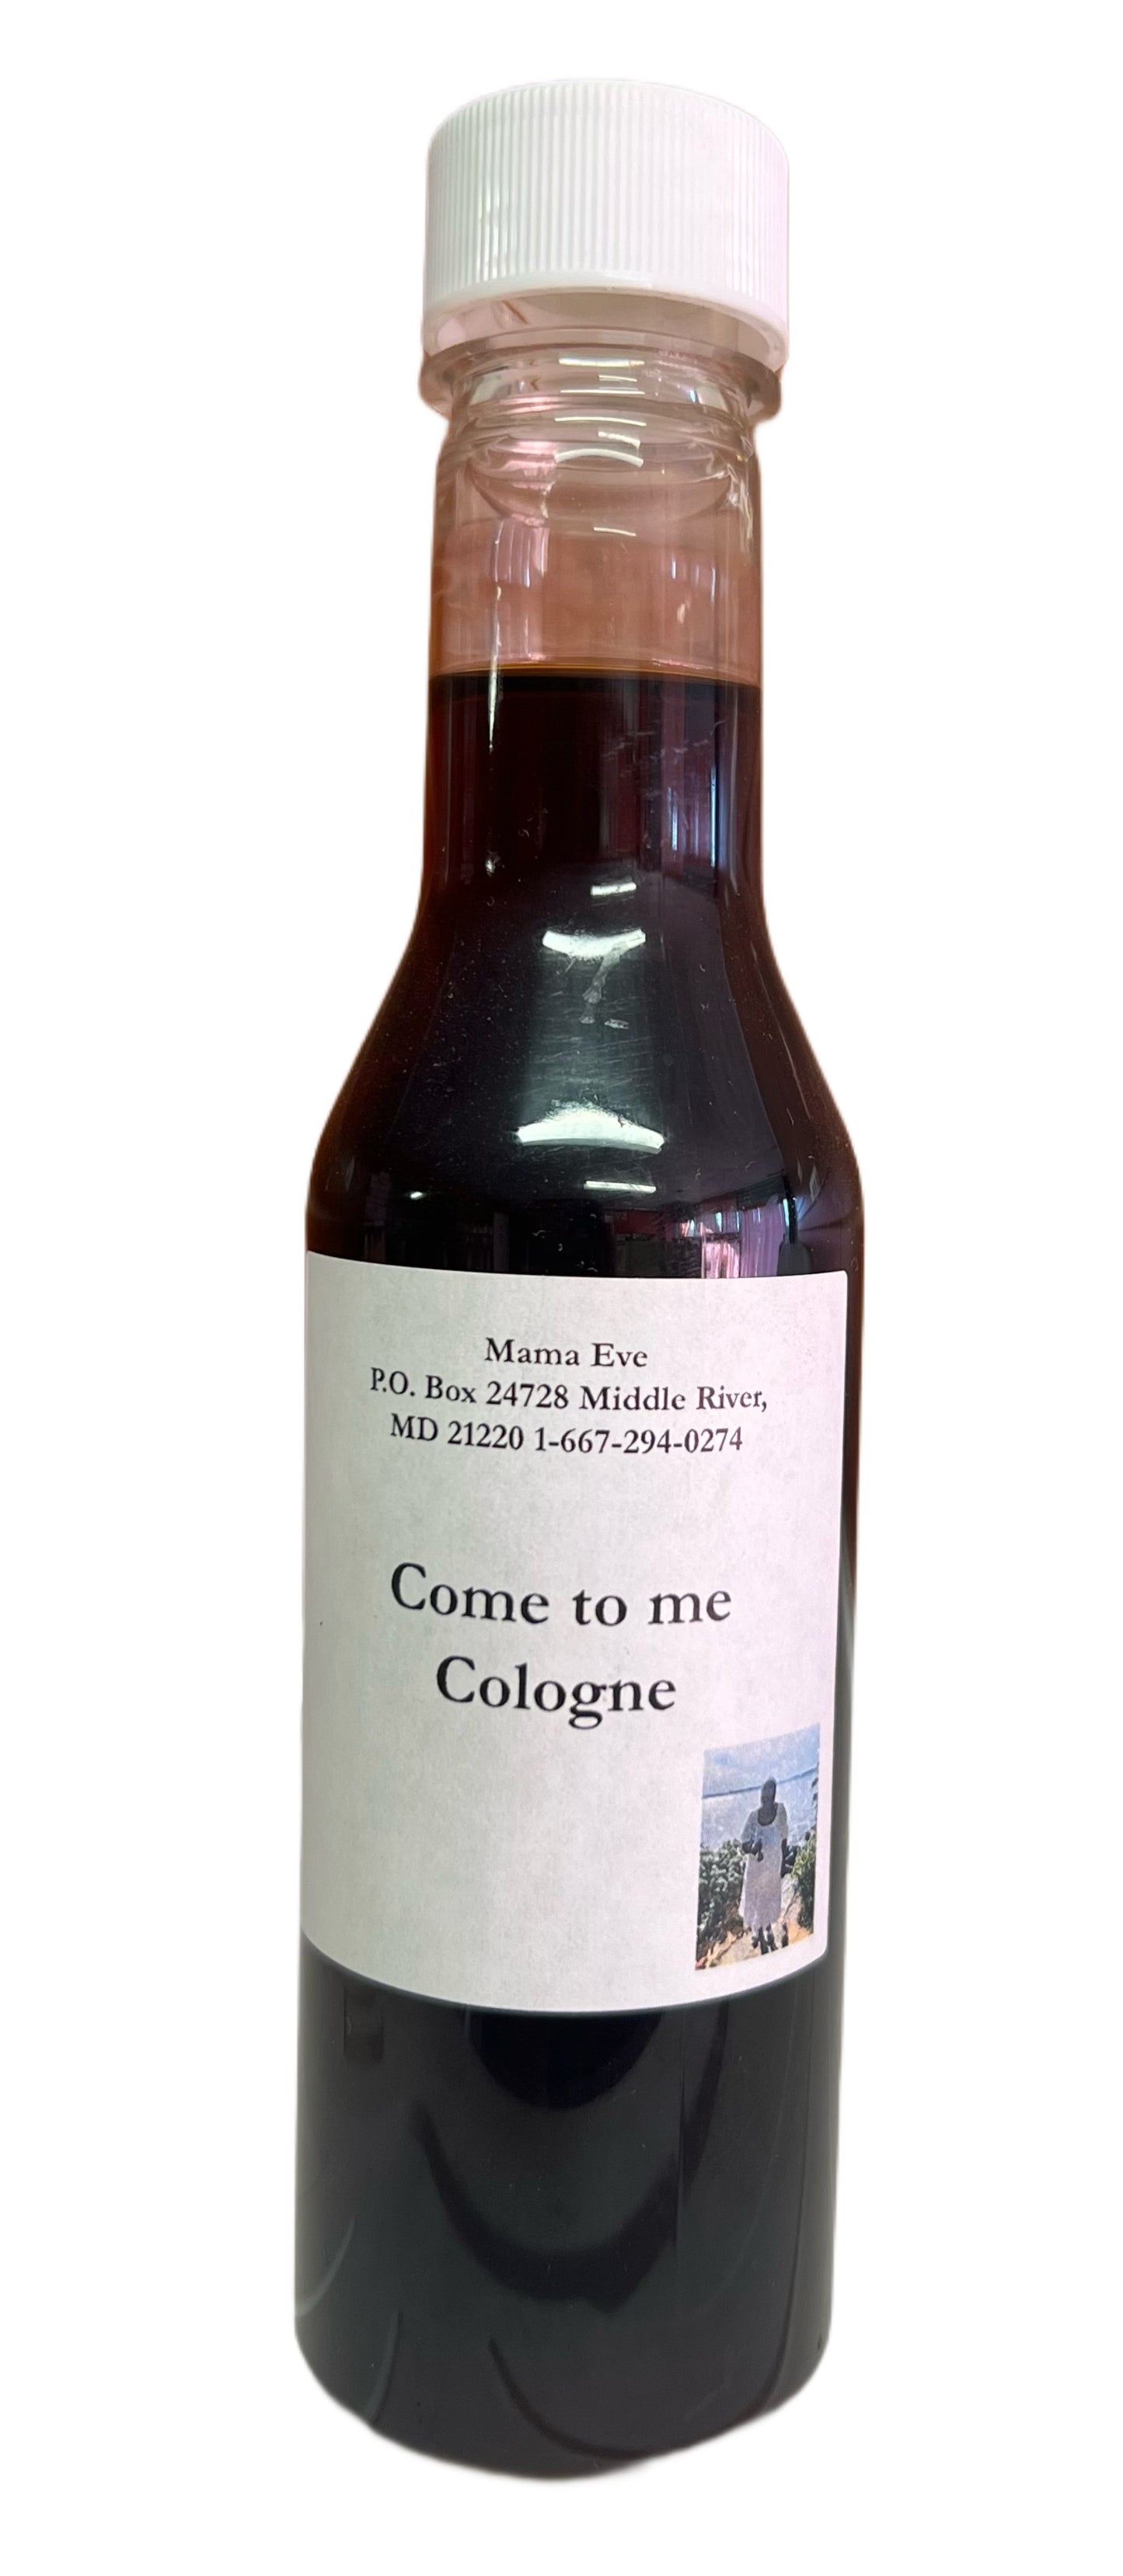 Mama Eve
P.O. Box 24728 Middle River,
MD 21220 1-667-294-0274
Come to me
Cologne